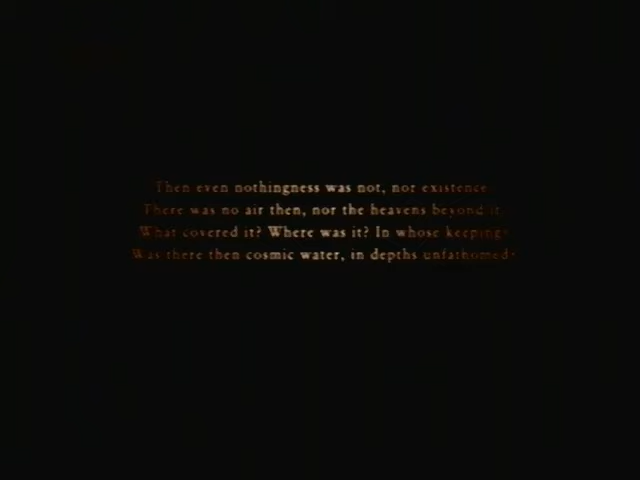 Then even nothingness was not, nor existence.
There was no air then, nor the heavens beyond it.
What covered it? Where was it? In whose keeping?
Was there then cosmic water, in depths unfathomed?